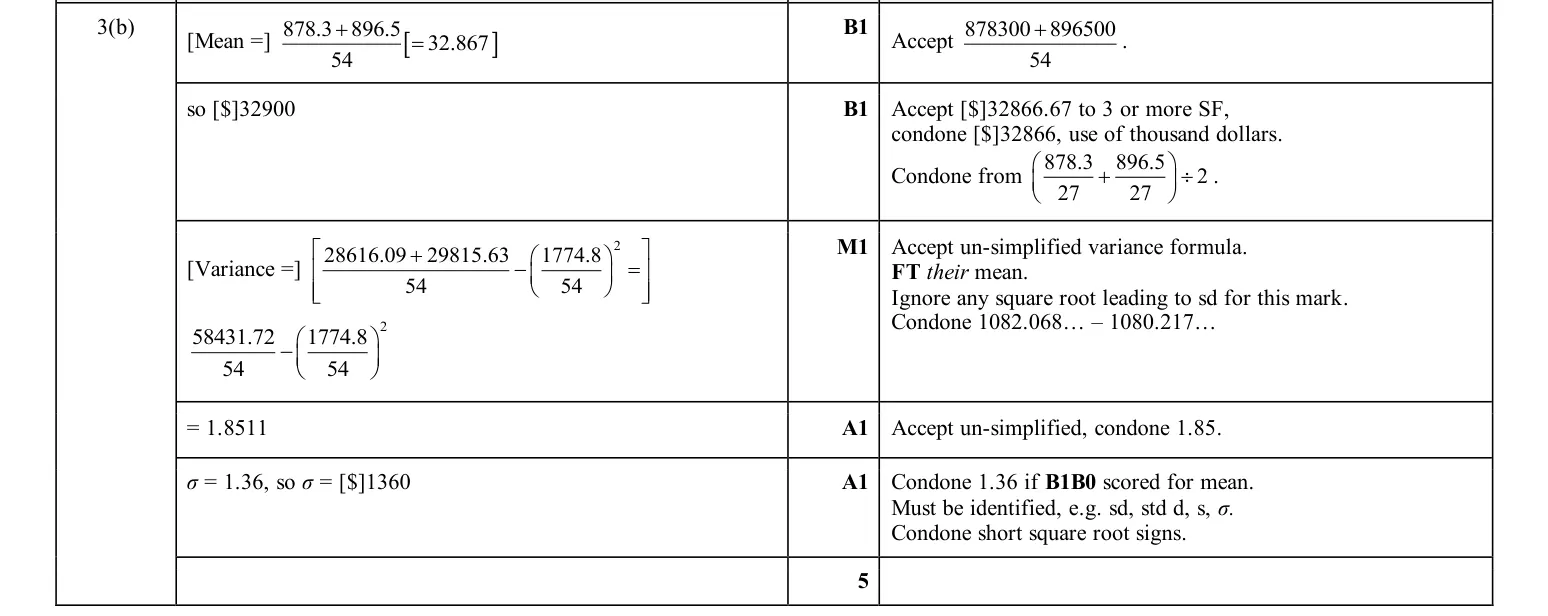 3(b)
[Mean =] (878.3 + 896.5)/54 [= 32.867]
B1
Accept (878300 + 896500)/54 .
so [$]32900
B1
Accept [$]32866.67 to 3 or more SF,
condone [$]32866, use of thousand dollars.
Condone from (878.3/27 + 896.5/27) ÷ 2 .
[Variance =] [(28616.09 + 29815.63)/54 − (1774.8/54)² =]
58431.72/54 − (1774.8/54)²
M1
Accept un-simplified variance formula.
FT their mean.
Ignore any square root leading to sd for this mark.
Condone 1082.068… – 1080.217…
= 1.8511
A1
Accept un-simplified, condone 1.85.
σ = 1.36, so σ = [$]1360
A1
Condone 1.36 if B1B0 scored for mean.
Must be identified, e.g. sd, std d, s, σ.
Condone short square root signs.
5